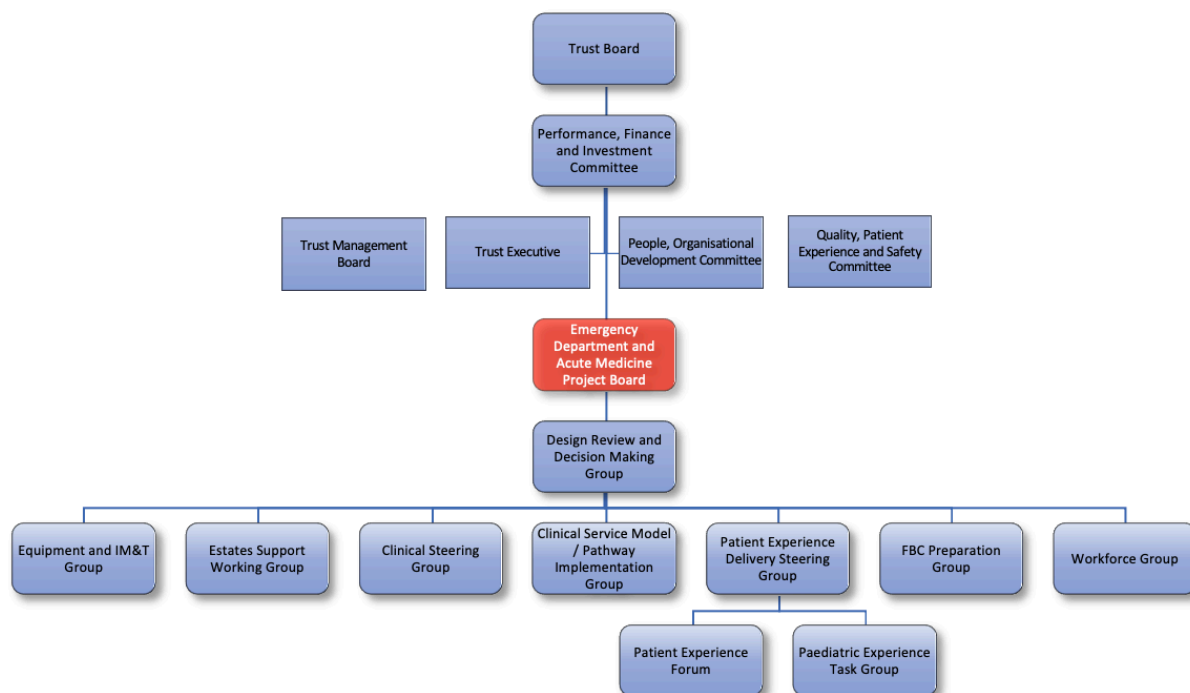 Trust Board
Performance, Finance
and Investment
Committee
Trust Management
Board
Trust Executive
People, Organisational
Development Committee
Quality, Patient
Experience and Safety
Committee
Emergency
Department and
Acute Medicine
Project Board
Design Review and
Decision Making
Group
Equipment and IM&T
Group
Estates Support
Working Group
Clinical Steering
Group
Clinical Service Model
/ Pathway
Implementation
Group
Patient Experience
Delivery Steering
Group
FBC Preparation
Group
Workforce Group
Patient Experience
Forum
Paediatric Experience
Task Group